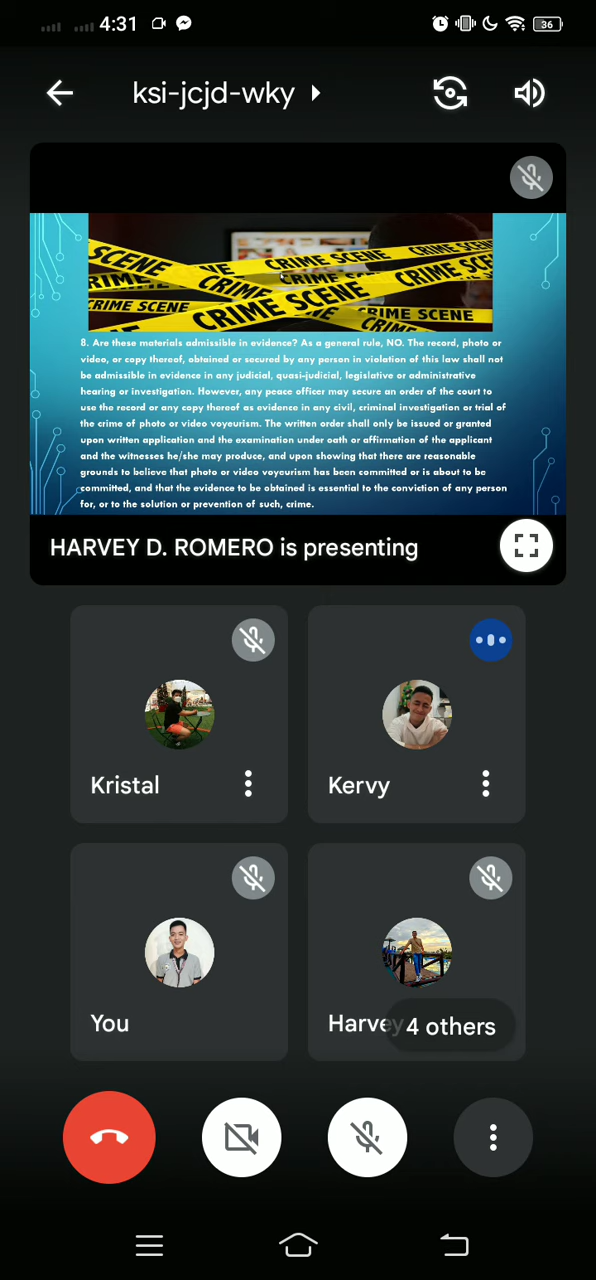 4:31
36
ksi-jcjd-wky
SCENE
CRIME SCENE
CRIME SCENE
CRIME
CRIME SCENE
CRIME SCENE
CRIME SCENE
CRIME SCENE
8. Are these materials admissible in evidence? As a general rule, NO. The record, photo or
video, or copy thereof, obtained or secured by any person in violation of this law shall not
be admissible in evidence in any judicial, quasi-judicial, legislative or administrative
hearing or investigation. However, any peace officer may secure an order of the court to
use the record or any copy thereof as evidence in any civil, criminal investigation or trial of
the crime of photo or video voyeurism. The written order shall only be issued or granted
upon written application and the examination under oath or affirmation of the applicant
and the witnesses he/she may produce, and upon showing that there are reasonable
grounds to believe that photo or video voyeurism has been committed or is about to be
committed, and that the evidence to be obtained is essential to the conviction of any person
for, or to the solution or prevention of such, crime.
HARVEY D. ROMERO is presenting
Kristal
Kervy
You
Harvey
4 others